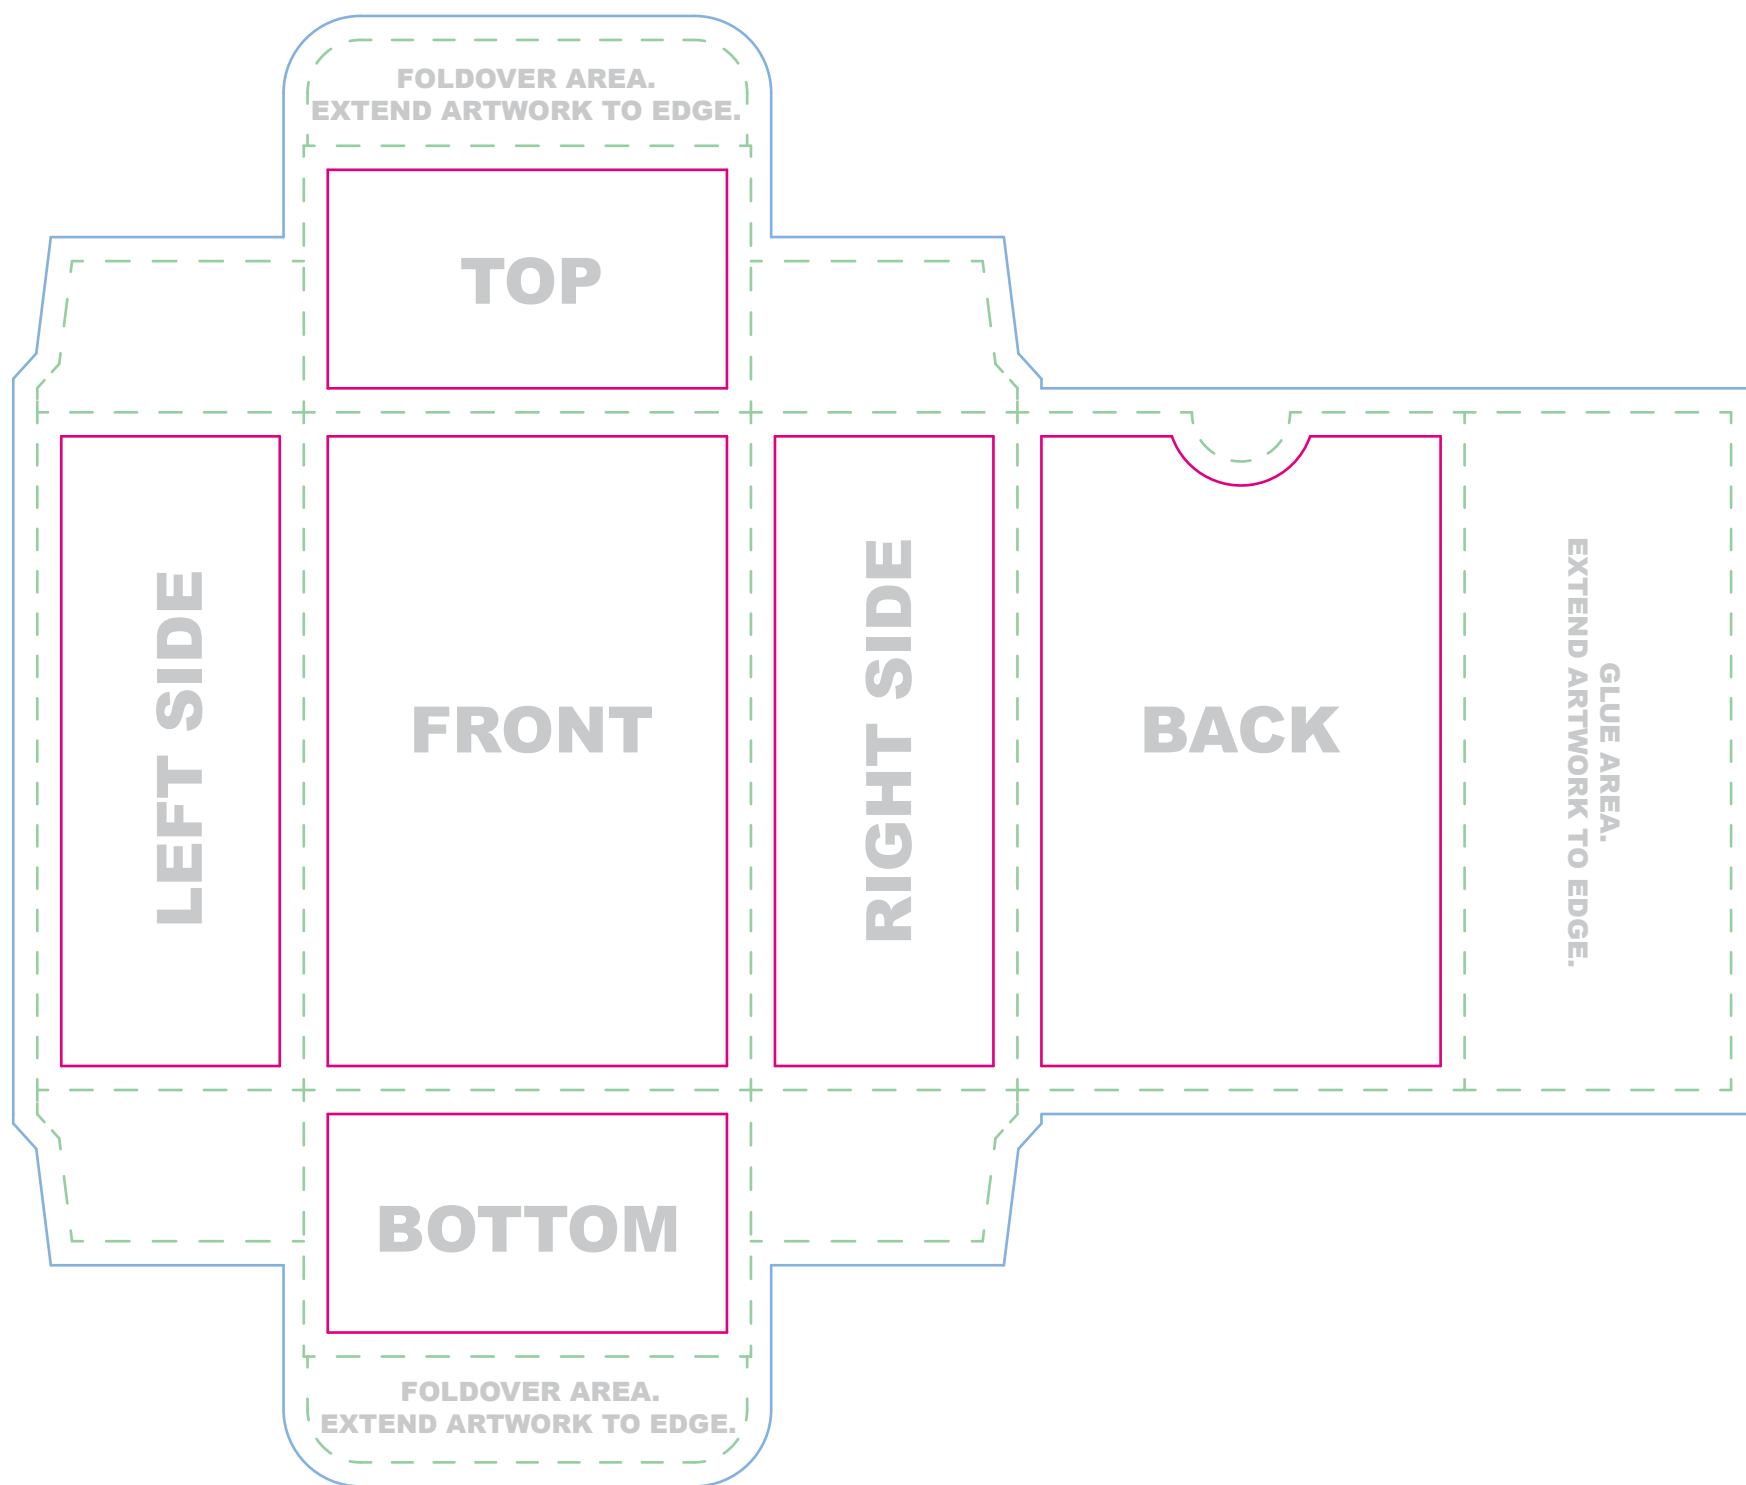 FOLDOVER AREA.
EXTEND ARTWORK TO EDGE.
TOP
LEFT SIDE
FRONT
RIGHT SIDE
BACK
GLUE AREA.
EXTEND ARTWORK TO EDGE.
BOTTOM
FOLDOVER AREA.
EXTEND ARTWORK TO EDGE.